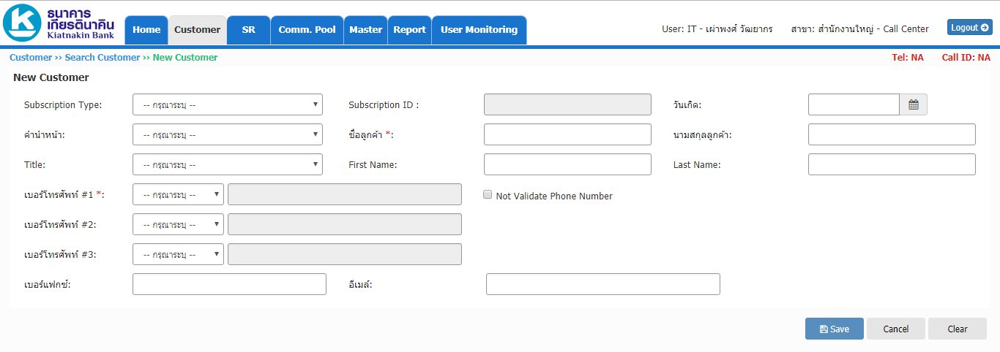 ธนาคาร
เกียรตินาคิน
Kiatnakin Bank
Home Customer SR Comm. Pool Master Report User Monitoring
User: IT - เผ่าพงศ์ วัฒยากร สาขา: สำนักงานใหญ่ - Call Center Logout
Customer ›› Search Customer ›› New Customer Tel: NA Call ID: NA
New Customer
Subscription Type: -- กรุณาระบุ -- Subscription ID : วันเกิด:
คำนำหน้า: -- กรุณาระบุ -- ชื่อลูกค้า *: นามสกุลลูกค้า:
Title: -- กรุณาระบุ -- First Name: Last Name:
เบอร์โทรศัพท์ #1 *: -- กรุณาระบุ -- Not Validate Phone Number
เบอร์โทรศัพท์ #2: -- กรุณาระบุ --
เบอร์โทรศัพท์ #3: -- กรุณาระบุ --
เบอร์แฟกซ์: อีเมล์:
Save Cancel Clear